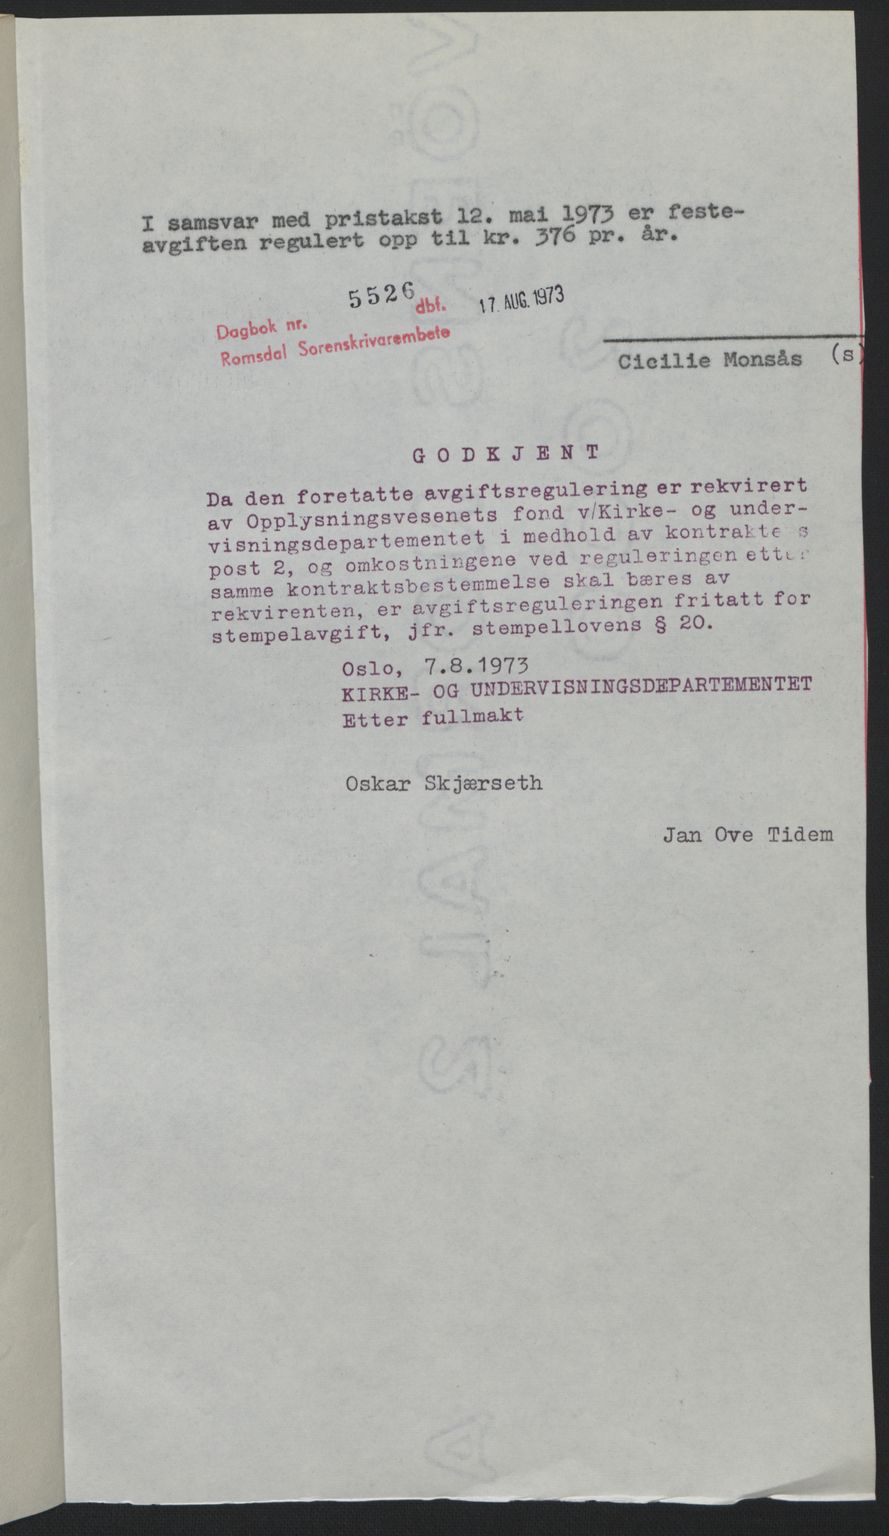 I samsvar med pristakst 12. mai 1973 er feste-
avgiften regulert opp til kr. 376 pr. år.
Dagbok nr. 5526 dbf. 17. AUG. 1973
Romsdal Sorenskrivarembete
Cicilie Monsås (s)
GODKJENT
Da den foretatte avgiftsregulering er rekvirert
av Opplysningsvesenets fond v/Kirke- og under-
visningsdepartementet i medhold av kontraktens
post 2, og omkostningene ved reguleringen etter
samme kontraktsbestemmelse skal bæres av
rekvirenten, er avgiftsreguleringen fritatt for
stempelavgift, jfr. stempellovens § 20.
Oslo, 7.8.1973
KIRKE- OG UNDERVISNINGSDEPARTEMENTET
Etter fullmakt
Oskar Skjærseth
Jan Ove Tidem